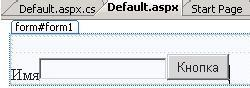 Default.aspx.cs Default.aspx Start Page
form#form1
Имя Кнопка